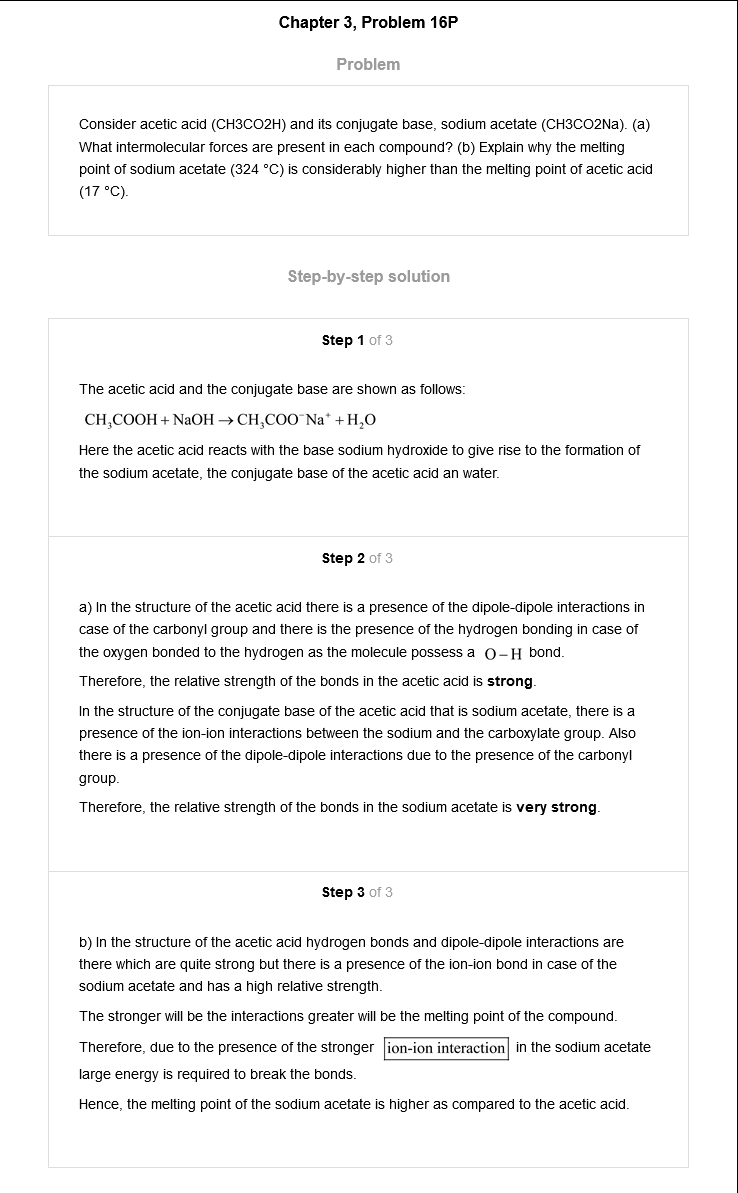 Chapter 3, Problem 16P
Problem
Consider acetic acid (CH3CO2H) and its conjugate base, sodium acetate (CH3CO2Na). (a)
What intermolecular forces are present in each compound? (b) Explain why the melting
point of sodium acetate (324 °C) is considerably higher than the melting point of acetic acid
(17 °C).
Step-by-step solution
Step 1 of 3
The acetic acid and the conjugate base are shown as follows:
CH₃COOH + NaOH → CH₃COO⁻Na⁺ + H₂O
Here the acetic acid reacts with the base sodium hydroxide to give rise to the formation of
the sodium acetate, the conjugate base of the acetic acid an water.
Step 2 of 3
a) In the structure of the acetic acid there is a presence of the dipole-dipole interactions in
case of the carbonyl group and there is the presence of the hydrogen bonding in case of
the oxygen bonded to the hydrogen as the molecule possess a O–H bond.
Therefore, the relative strength of the bonds in the acetic acid is strong.
In the structure of the conjugate base of the acetic acid that is sodium acetate, there is a
presence of the ion-ion interactions between the sodium and the carboxylate group. Also
there is a presence of the dipole-dipole interactions due to the presence of the carbonyl
group.
Therefore, the relative strength of the bonds in the sodium acetate is very strong.
Step 3 of 3
b) In the structure of the acetic acid hydrogen bonds and dipole-dipole interactions are
there which are quite strong but there is a presence of the ion-ion bond in case of the
sodium acetate and has a high relative strength.
The stronger will be the interactions greater will be the melting point of the compound.
Therefore, due to the presence of the stronger ion-ion interaction in the sodium acetate
large energy is required to break the bonds.
Hence, the melting point of the sodium acetate is higher as compared to the acetic acid.